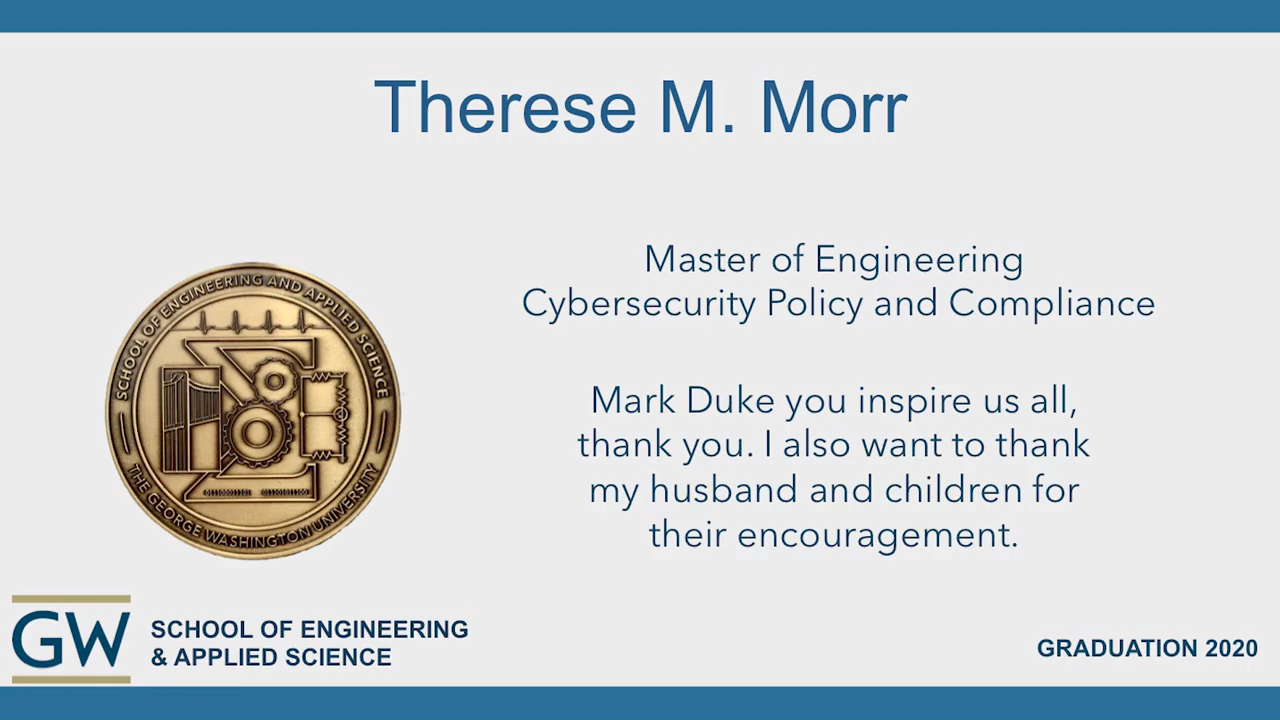 Therese M. Morr
Master of Engineering
Cybersecurity Policy and Compliance
Mark Duke you inspire us all,
thank you. I also want to thank
my husband and children for
their encouragement.
SCHOOL OF ENGINEERING AND APPLIED SCIENCE
THE GEORGE WASHINGTON UNIVERSITY
GW
SCHOOL OF ENGINEERING
& APPLIED SCIENCE
GRADUATION 2020